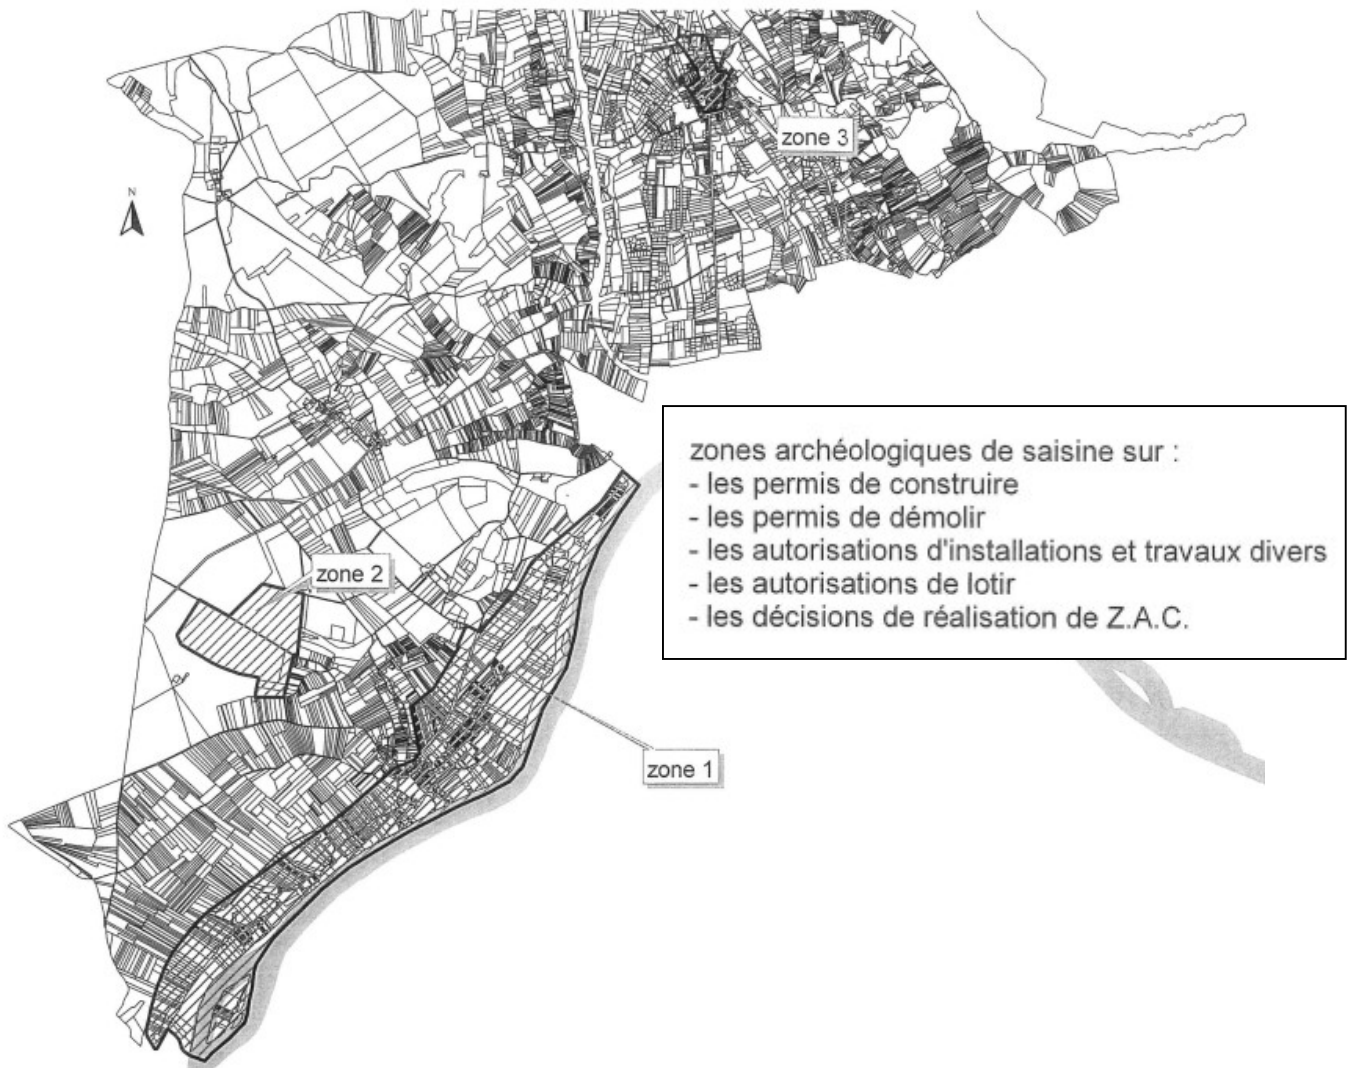 zone 3
N
zones archéologiques de saisine sur :
- les permis de construire
- les permis de démolir
- les autorisations d'installations et travaux divers
- les autorisations de lotir
- les décisions de réalisation de Z.A.C.
zone 2
zone 1